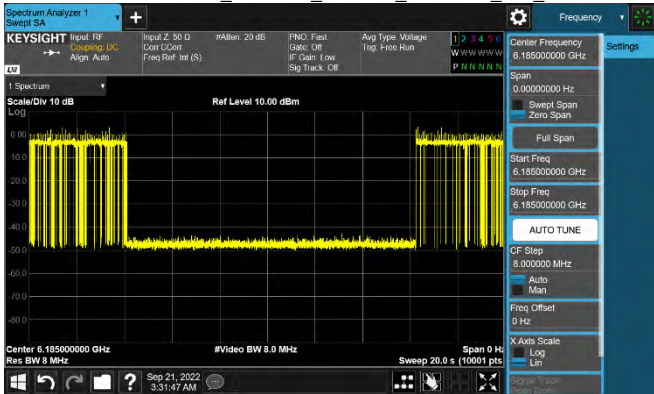 Spectrum Analyzer 1
Swept SA
Frequency
KEYSIGHT
Input: RF
Coupling: DC
Align: Auto
Input Z: 50 Ω
Corr CCorr
Freq Ref: Int (S)
#Atten: 20 dB
PNO: Fast
Gate: Off
IF Gain: Low
Sig Track: Off
Avg Type: Voltage
Trig: Free Run
1 2 3 4 5 6
W W W W W W
P N N N N N
LXI
Settings
1 Spectrum
Scale/Div 10 dB
Ref Level 10.00 dBm
Log
0.00
-10.0
-20.0
-30.0
-40.0
-50.0
-60.0
-70.0
-80.0
Center 6.185000000 GHz
#Video BW 8.0 MHz
Span 0 Hz
Res BW 8 MHz
Sweep 20.0 s (10001 pts
Center Frequency
6.185000000 GHz
Span
0.00000000 Hz
Swept Span
Zero Span
Full Span
Start Freq
6.185000000 GHz
Stop Freq
6.185000000 GHz
AUTO TUNE
CF Step
8.000000 MHz
Auto
Man
Freq Offset
0 Hz
X Axis Scale
Log
Lin
Signal Track
(Span Zoom)
?
Sep 21, 2022
3:31:47 AM